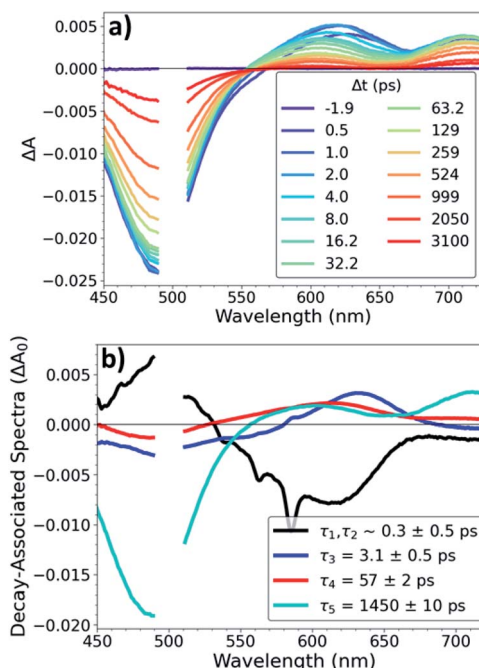 a)
0.005
0.000
−0.005
−0.010
−0.015
−0.020
−0.025
ΔA
Δt (ps)
-1.9 63.2
0.5 129
1.0 259
2.0 524
4.0 999
8.0 2050
16.2 3100
32.2
450 500 550 600 650 700
Wavelength (nm)
b)
0.005
0.000
−0.005
−0.010
−0.015
−0.020
Decay-Associated Spectra (ΔA₀)
τ₁,τ₂ ~ 0.3 ± 0.5 ps
τ₃ = 3.1 ± 0.5 ps
τ₄ = 57 ± 2 ps
τ₅ = 1450 ± 10 ps
450 500 550 600 650 700
Wavelength (nm)